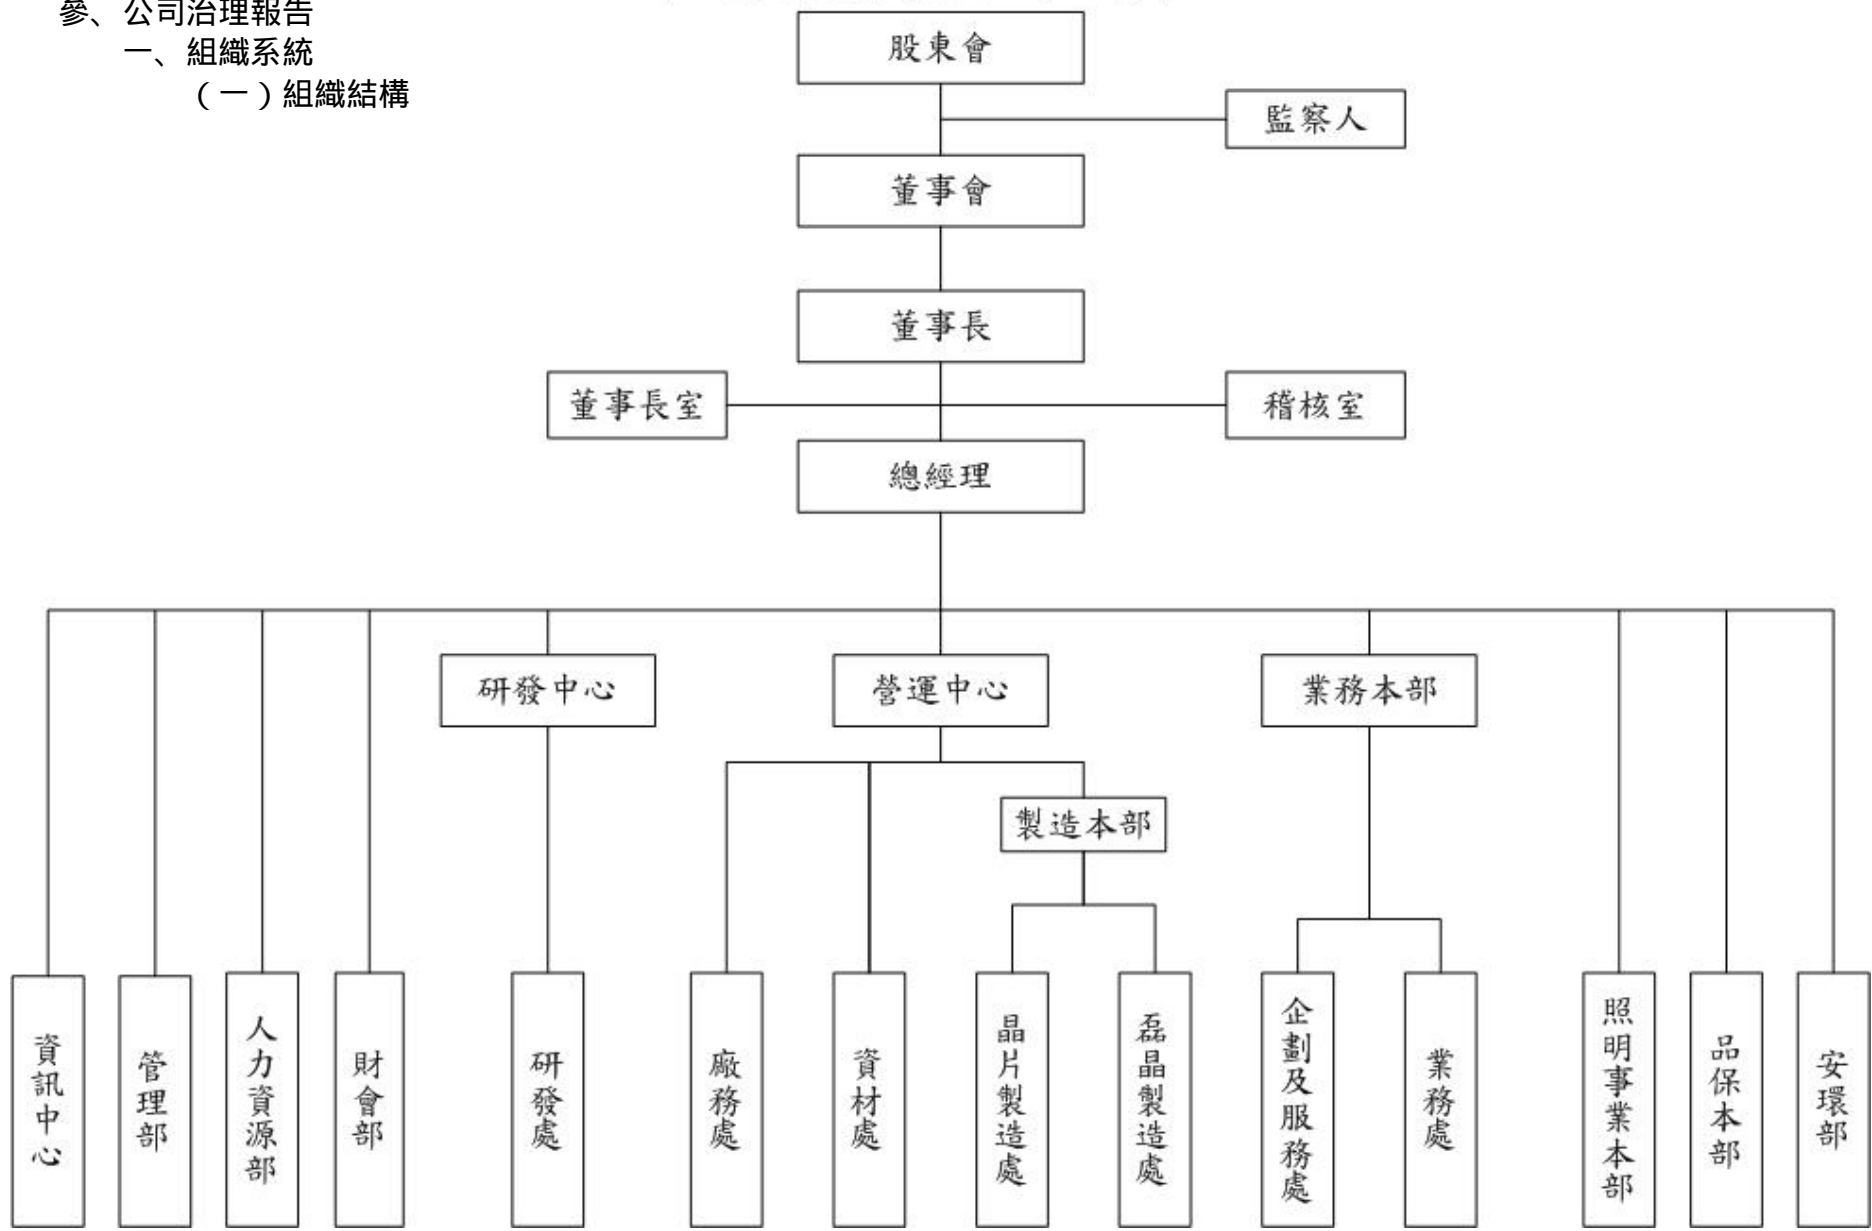 參、公司治理報告
一、組織系統
（一）組織結構
股東會
監察人
董事會
董事長
董事長室
稽核室
總經理
研發中心
營運中心
業務本部
製造本部
資訊中心
管理部
人力資源部
財會部
研發處
廠務處
資材處
晶片製造處
磊晶製造處
企劃及服務處
業務處
照明事業本部
品保本部
安環部